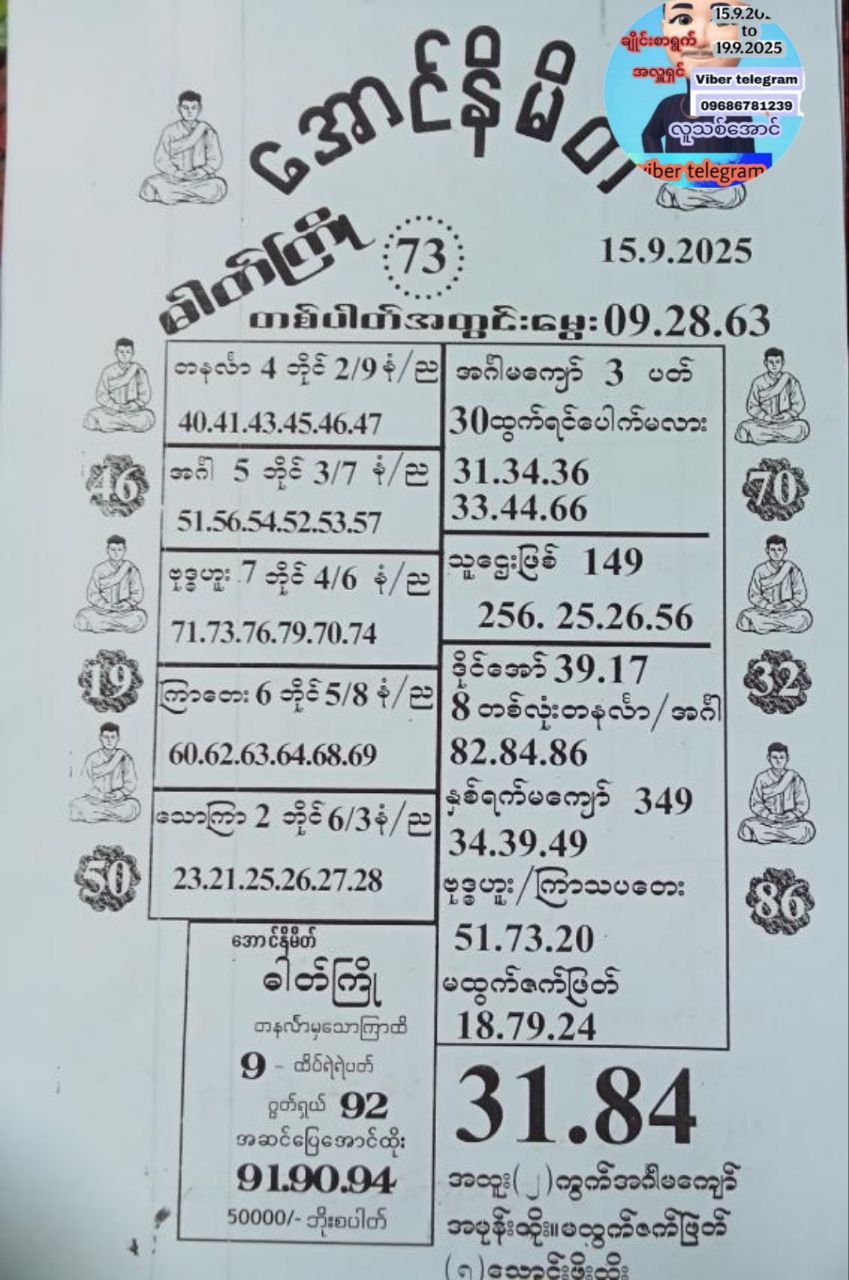 15.9.202
to
19.9.2025
ချိုင်းစာရွက်
အလှူရှင်
Viber telegram
09686781239
လူသစ်အောင်
viber telegram
အောင်နိမိတ
ဓါတ်ကြို
73
15.9.2025
တစ်ပါတ်အတွင်းမွေး09.28.63
တနင်္လာ 4 ဘိုင် 2/9 နံ/ည
40.41.43.45.46.47
အင်္ဂါ 5 ဘိုင် 3/7 နံ/ည
51.56.54.52.53.57
ဗုဒ္ဓဟူး 7 ဘိုင် 4/6 နံ/ည
71.73.76.79.70.74
ကြာတေး 6 ဘိုင် 5/8 နံ/ည
60.62.63.64.68.69
သောကြာ 2 ဘိုင် 6/3 နံ/ည
23.21.25.26.27.28
46
19
50
အင်္ဂါမကျော် 3 ပတ်
30ထွက်ရင်ပေါက်မလား
31.34.36
33.44.66
သူဌေးဖြစ် 149
256. 25.26.56
ဒိုင်အော် 39.17
8 တစ်လုံးတနင်္လာ/အင်္ဂါ
82.84.86
နှစ်ရက်မကျော် 349
34.39.49
ဗုဒ္ဓဟူး/ကြာသပတေး
51.73.20
မထွက်ဇက်ဖြတ်
18.79.24
70
32
86
အောင်နိမိတ်
ဓါတ်ကြို
တနင်္လာမှသောကြာထိ
9 - ထိပ်ရဲရဲပတ်
ဂွတ်ရှယ် 92
အဆင်ပြေအောင်ထိုး
91.90.94
50000/- ဘိုးစပါတ်
31.84
အထူး(၂)ကွက်အင်္ဂါမကျော်
အမုန်းထိုး။မထွက်ဇက်ဖြတ်
(၅)သောင်းဖိုးထိုး